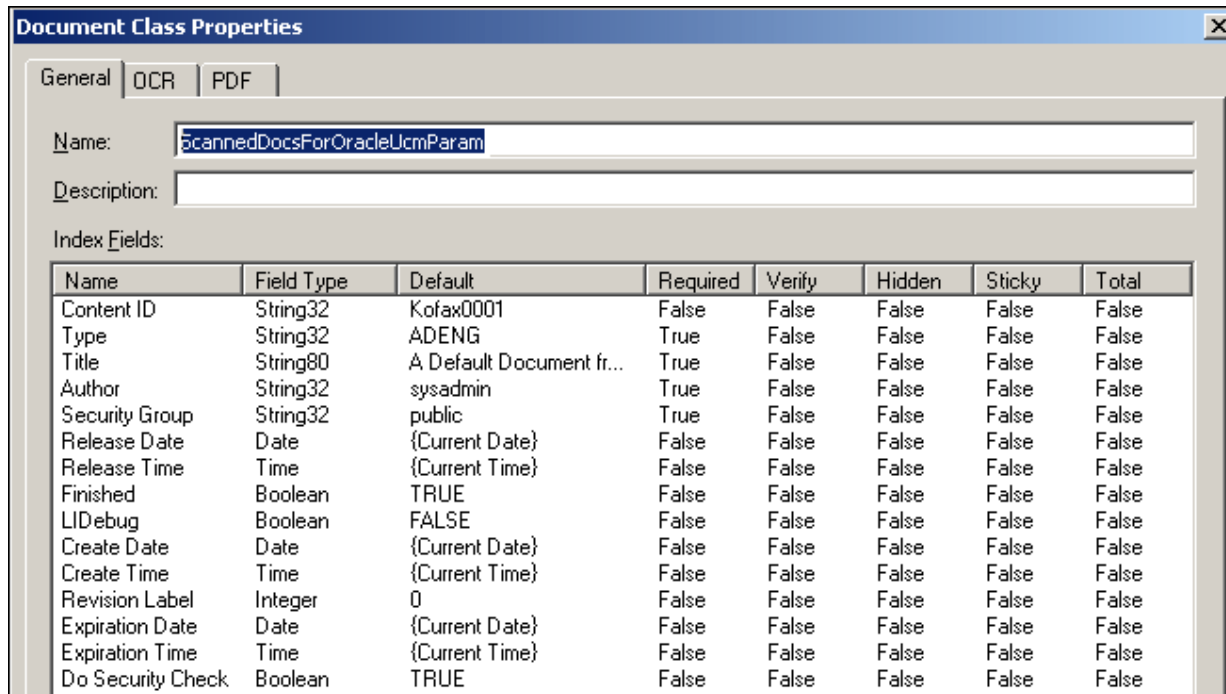 Document Class Properties
General OCR PDF
Name: ScannedDocsForOracleUcmParam
Description:
Index Fields:
Name Field Type Default Required Verify Hidden Sticky Total
Content ID String32 Kofax0001 False False False False False
Type String32 ADENG True False False False False
Title String80 A Default Document fr... True False False False False
Author String32 sysadmin True False False False False
Security Group String32 public True False False False False
Release Date Date {Current Date} False False False False False
Release Time Time {Current Time} False False False False False
Finished Boolean TRUE False False False False False
LIDebug Boolean FALSE False False False False False
Create Date Date {Current Date} False False False False False
Create Time Time {Current Time} False False False False False
Revision Label Integer 0 False False False False False
Expiration Date Date {Current Date} False False False False False
Expiration Time Time {Current Time} False False False False False
Do Security Check Boolean TRUE False False False False False